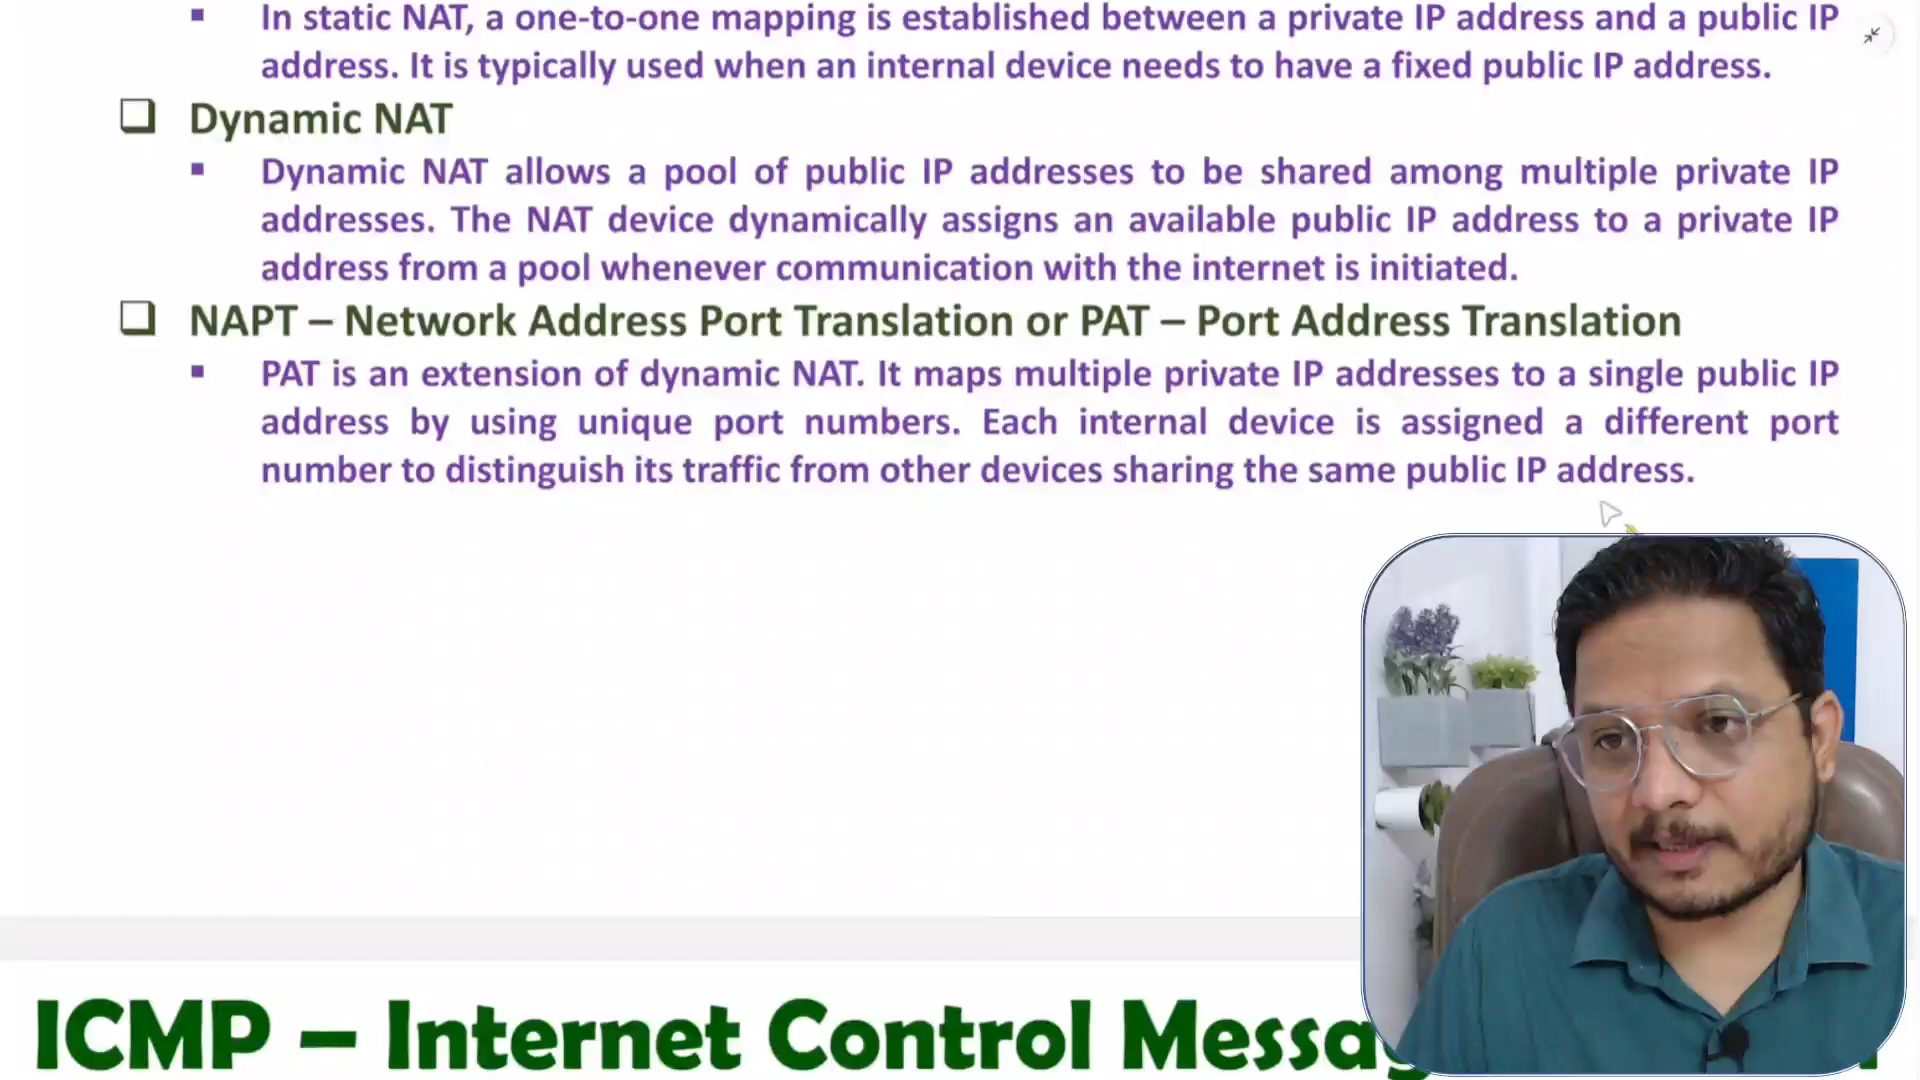 In static NAT, a one-to-one mapping is established between a private IP address and a public IP
address. It is typically used when an internal device needs to have a fixed public IP address.
Dynamic NAT
Dynamic NAT allows a pool of public IP addresses to be shared among multiple private IP
addresses. The NAT device dynamically assigns an available public IP address to a private IP
address from a pool whenever communication with the internet is initiated.
NAPT – Network Address Port Translation or PAT – Port Address Translation
PAT is an extension of dynamic NAT. It maps multiple private IP addresses to a single public IP
address by using unique port numbers. Each internal device is assigned a different port
number to distinguish its traffic from other devices sharing the same public IP address.
ICMP – Internet Control